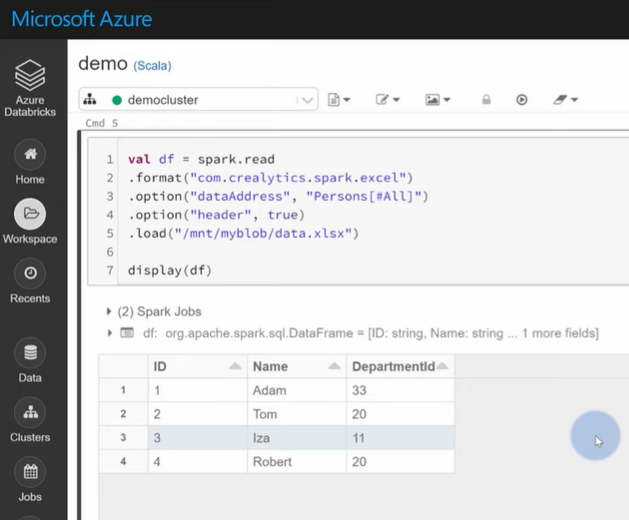 Microsoft Azure
Azure
Databricks
Home
Workspace
Recents
Data
Clusters
Jobs
demo (Scala)
democluster
Cmd 5
1 val df = spark.read
2 .format("com.crealytics.spark.excel")
3 .option("dataAddress", "Persons[#All]")
4 .option("header", true)
5 .load("/mnt/myblob/data.xlsx")
6
7 display(df)
(2) Spark Jobs
df: org.apache.spark.sql.DataFrame = [ID: string, Name: string ... 1 more fields]
ID Name DepartmentId
1 1 Adam 33
2 2 Tom 20
3 3 Iza 11
4 4 Robert 20